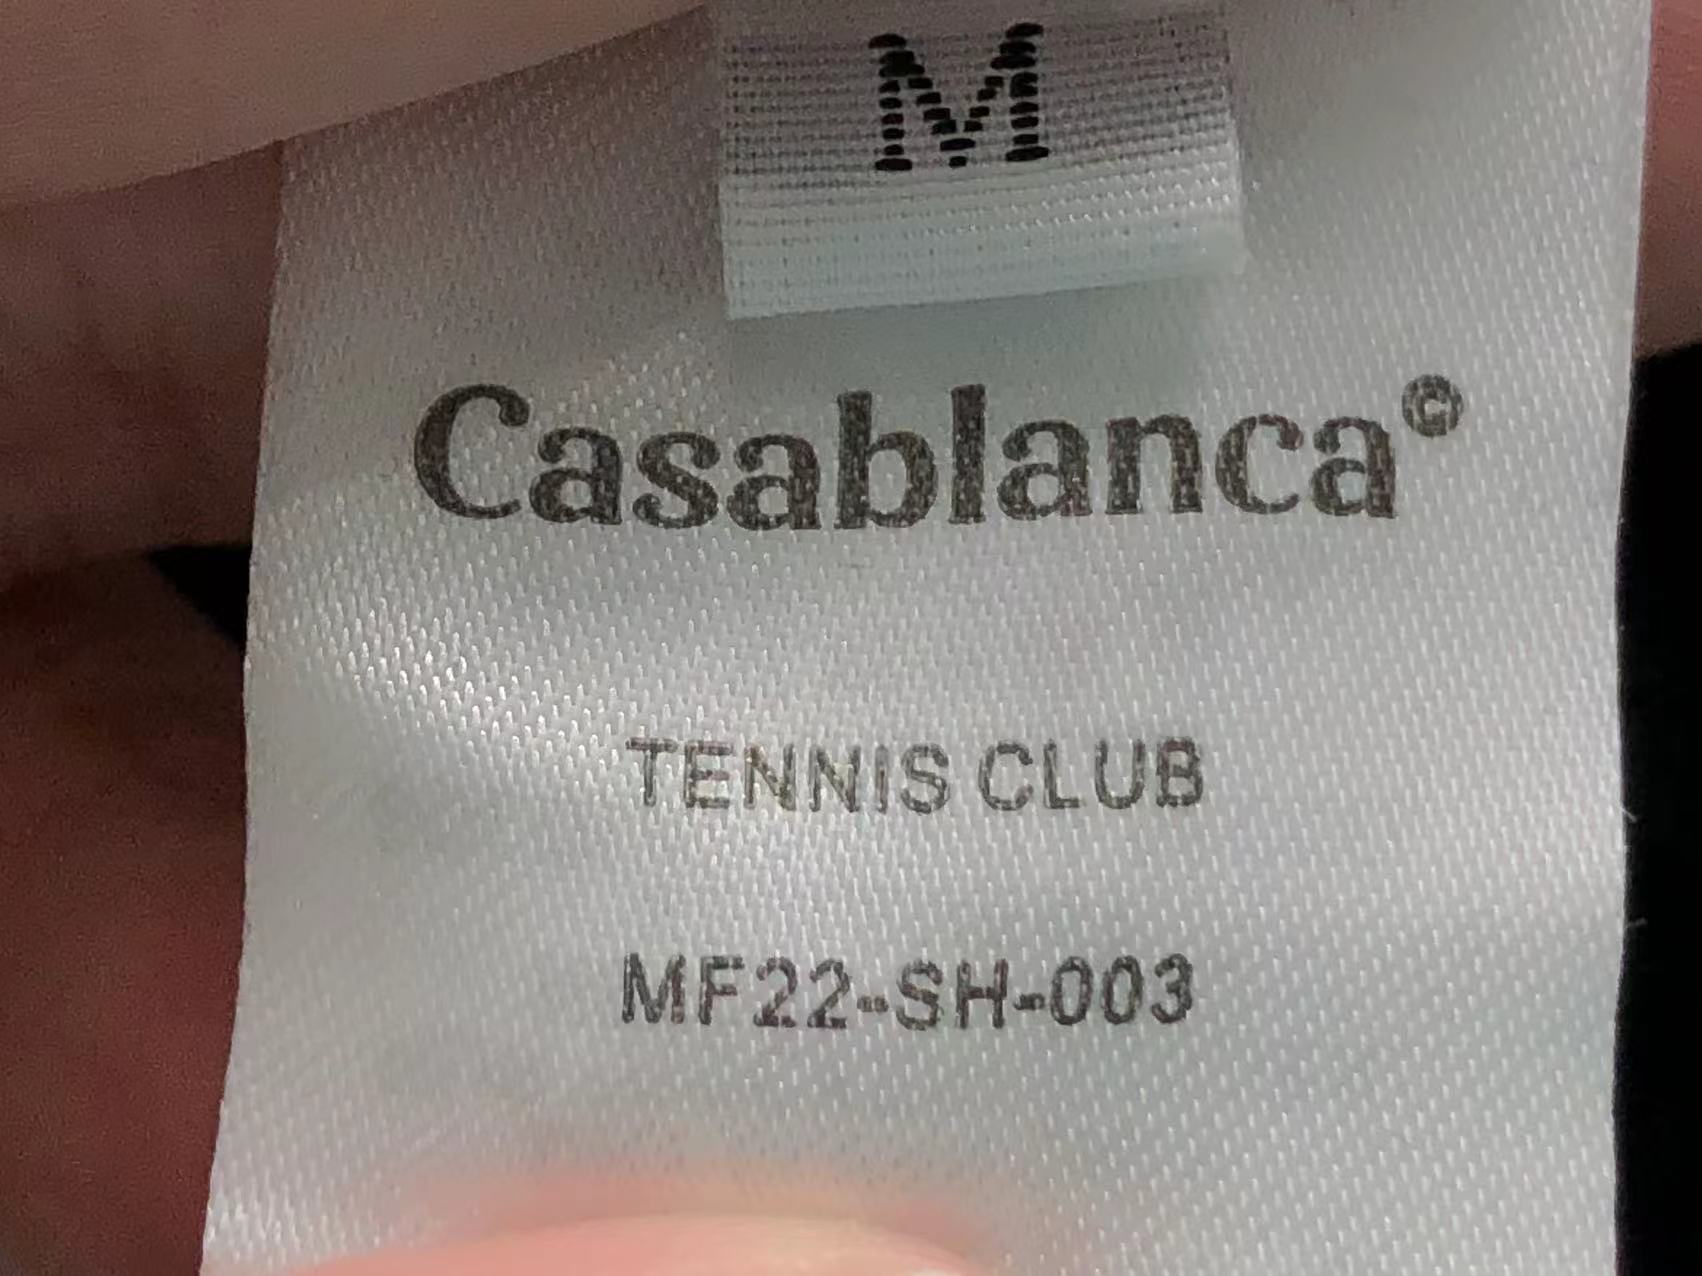 M
Casablanca©
TENNIS CLUB
MF22-SH-003